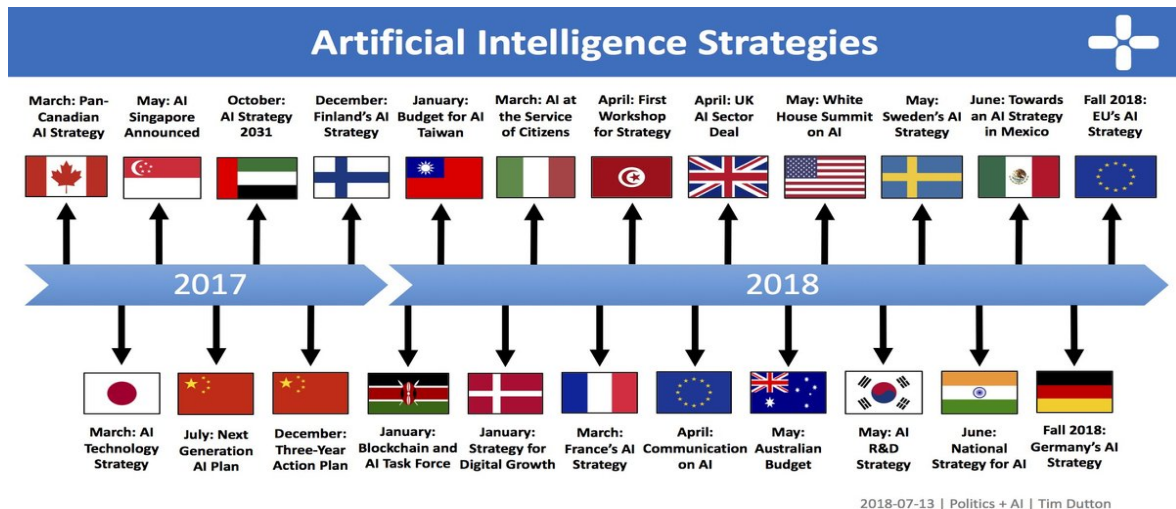 Artificial Intelligence Strategies
March: Pan-
Canadian
AI Strategy
May: AI
Singapore
Announced
October:
AI Strategy
2031
December:
Finland's AI
Strategy
January:
Budget for AI
Taiwan
March: AI at
the Service
of Citizens
April: First
Workshop
for Strategy
April: UK
AI Sector
Deal
May: White
House Summit
on AI
May:
Sweden's AI
Strategy
June: Towards
an AI Strategy
in Mexico
Fall 2018:
EU's AI
Strategy
2017
2018
March: AI
Technology
Strategy
July: Next
Generation
AI Plan
December:
Three-Year
Action Plan
January:
Blockchain and
AI Task Force
January:
Strategy for
Digital Growth
March:
France's AI
Strategy
April:
Communication
on AI
May:
Australian
Budget
May: AI
R&D
Strategy
June:
National
Strategy for AI
Fall 2018:
Germany's AI
Strategy
2018-07-13 | Politics + AI | Tim Dutton